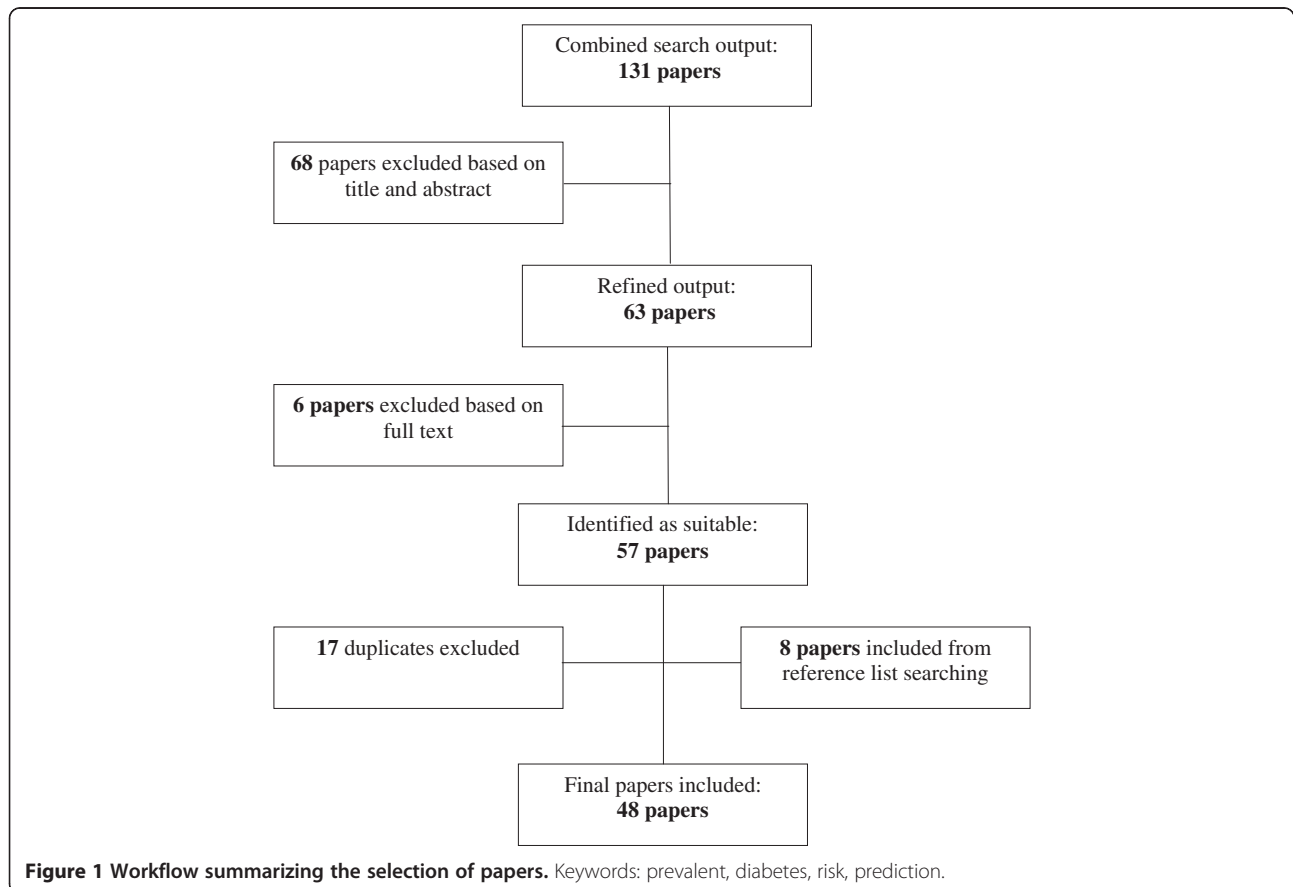 Combined search output:
131 papers
68 papers excluded based on
title and abstract
Refined output:
63 papers
6 papers excluded based on
full text
Identified as suitable:
57 papers
17 duplicates excluded
8 papers included from
reference list searching
Final papers included:
48 papers
Figure 1 Workflow summarizing the selection of papers. Keywords: prevalent, diabetes, risk, prediction.